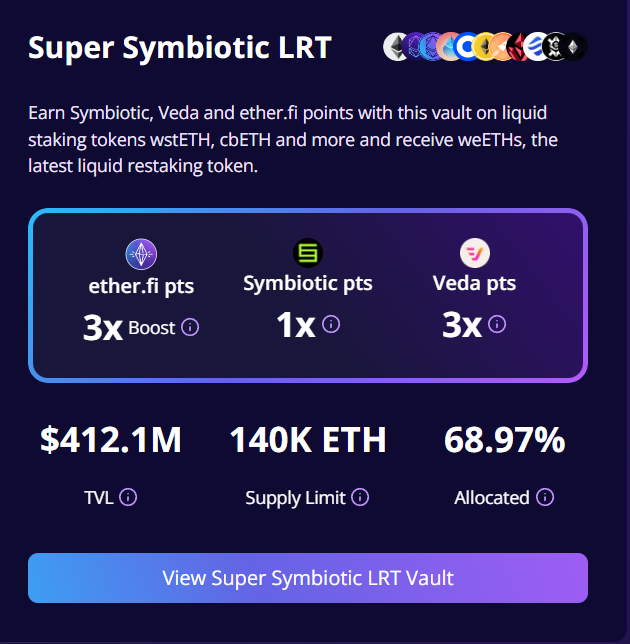 Super Symbiotic LRT
Earn Symbiotic, Veda and ether.fi points with this vault on liquid
staking tokens wstETH, cbETH and more and receive weETHs, the
latest liquid restaking token.
ether.fi pts
3x Boost
Symbiotic pts
1x
Veda pts
3x
$412.1M
TVL
140K ETH
Supply Limit
68.97%
Allocated
View Super Symbiotic LRT Vault